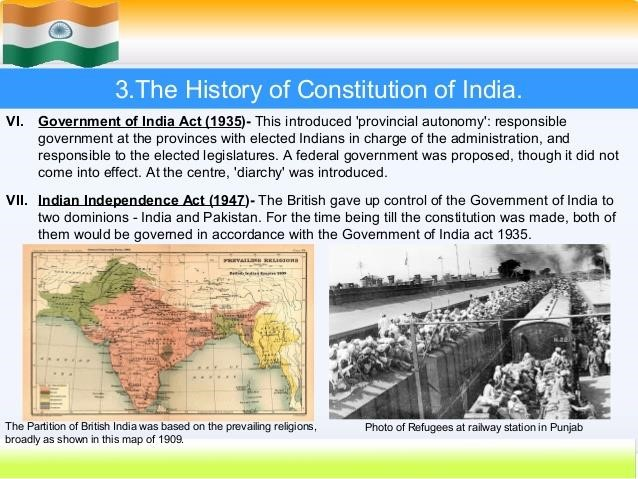 3.The History of Constitution of India.
VI. Government of India Act (1935)- This introduced 'provincial autonomy': responsible
government at the provinces with elected Indians in charge of the administration, and
responsible to the elected legislatures. A federal government was proposed, though it did not
come into effect. At the centre, 'diarchy' was introduced.
VII. Indian Independence Act (1947)- The British gave up control of the Government of India to
two dominions - India and Pakistan. For the time being till the constitution was made, both of
them would be governed in accordance with the Government of India act 1935.
PREVAILING RELIGIONS
British Indian Empire 1909
The Partition of British India was based on the prevailing religions,
broadly as shown in this map of 1909.
Photo of Refugees at railway station in Punjab